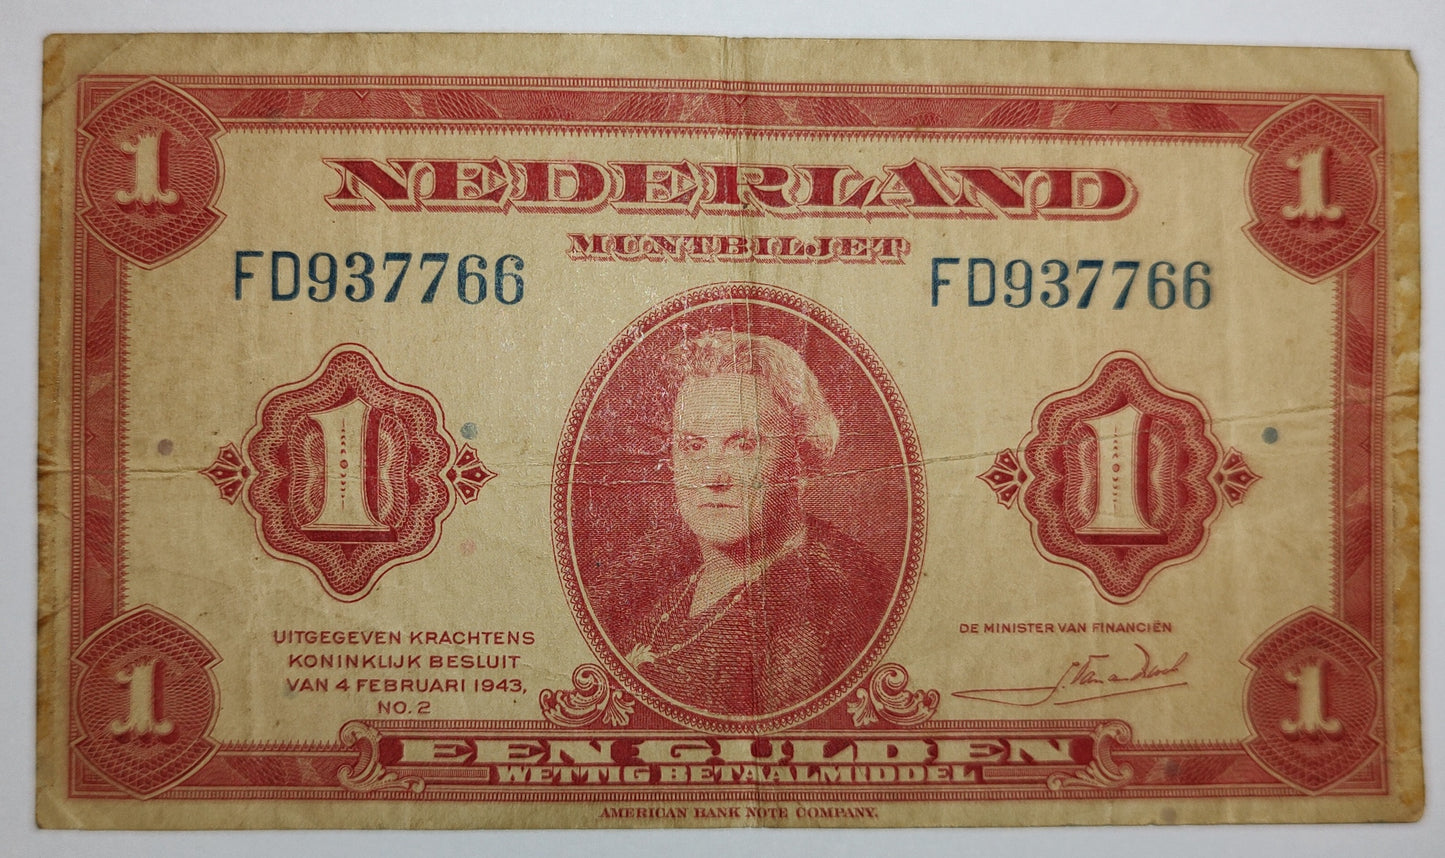 1 1
NEDERLAND
MUNTBILJET
FD937766 FD937766
1 1
UITGEGEVEN KRACHTENS
KONINKLIJK BESLUIT
VAN 4 FEBRUARI 1943,
NO. 2
DE MINISTER VAN FINANCIËN
1 1
EEN GULDEN
WETTIG BETAALMIDDEL
AMERICAN BANK NOTE COMPANY.